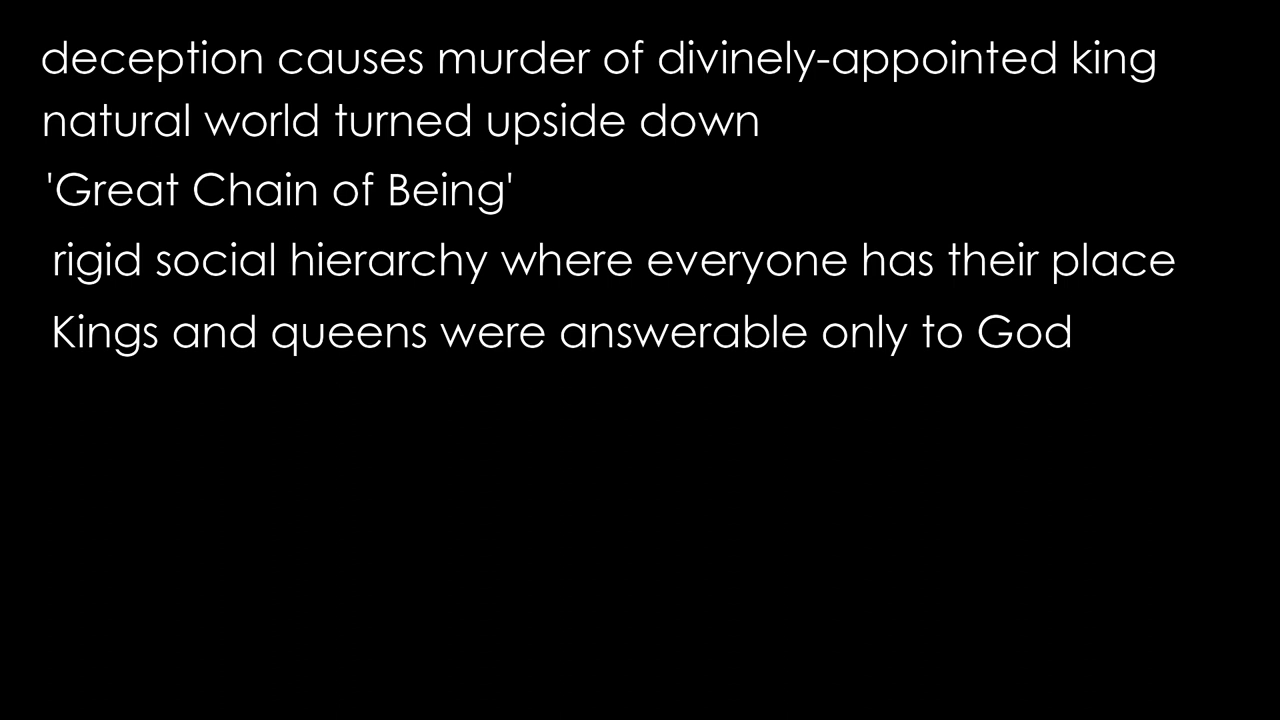 deception causes murder of divinely-appointed king
natural world turned upside down
'Great Chain of Being'
rigid social hierarchy where everyone has their place
Kings and queens were answerable only to God